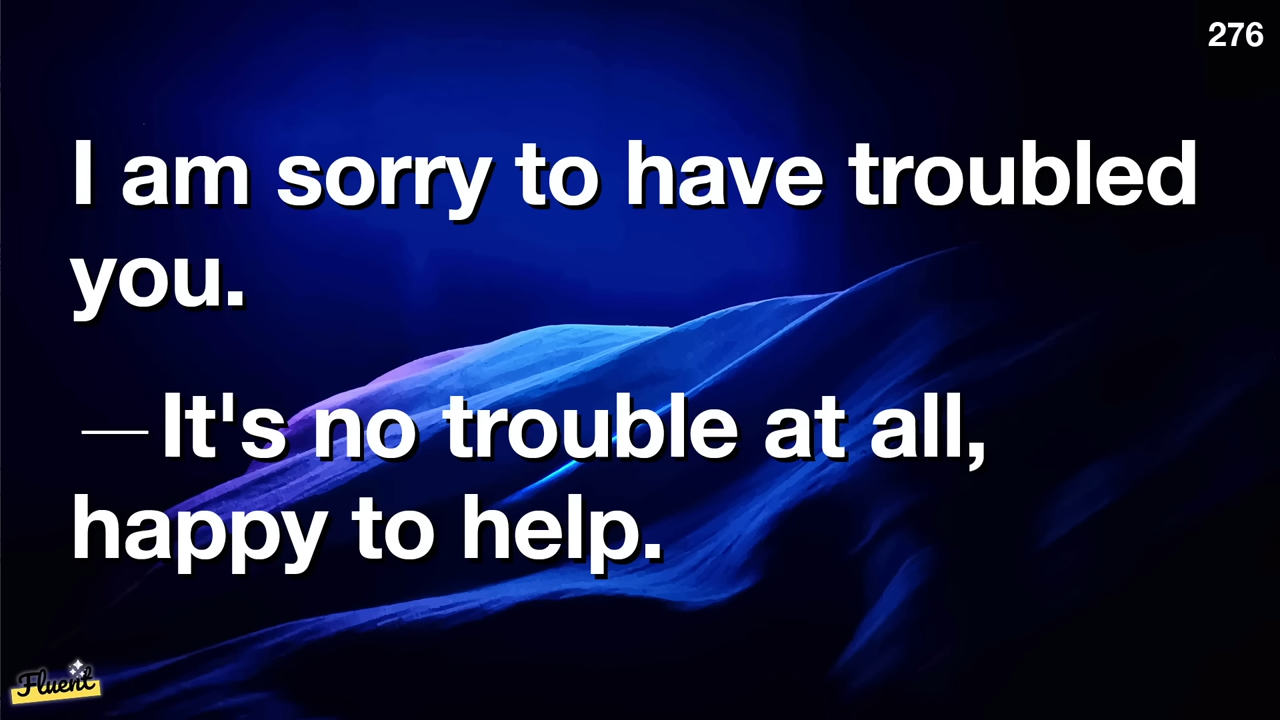 276
I am sorry to have troubled
you.
—It's no trouble at all,
happy to help.
Fluent